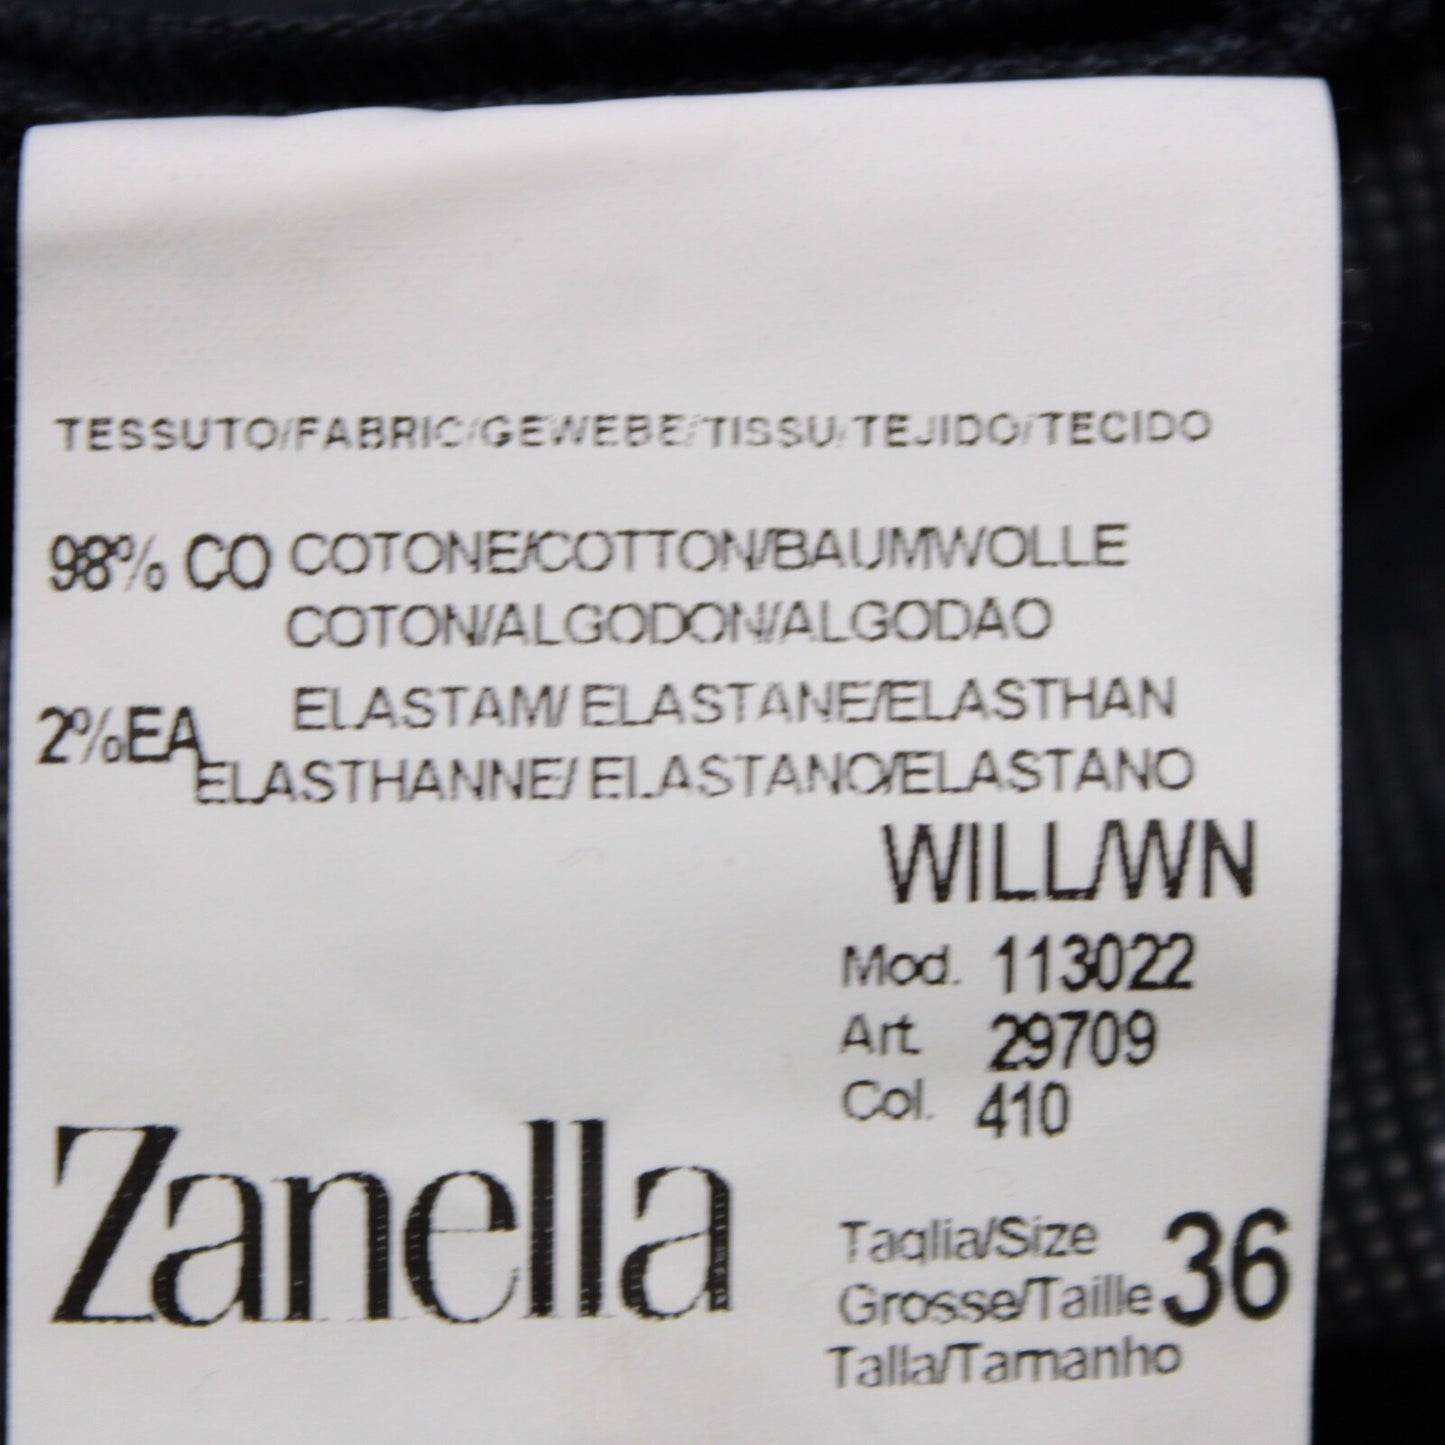 TESSUTO/FABRIC/GEWEBE/TISSU/TEJIDO/TECIDO
98% CO COTONE/COTTON/BAUMWOLLE
COTON/ALGODON/ALGODAO
2%EA ELASTAM/ ELASTANE/ELASTHAN
ELASTHANNE/ ELASTANO/ELASTANO
WILL/WN
Mod. 113022
Art. 29709
Col. 410
Zanella
Taglia/Size
Grosse/Taille 36
Talla/Tamanho